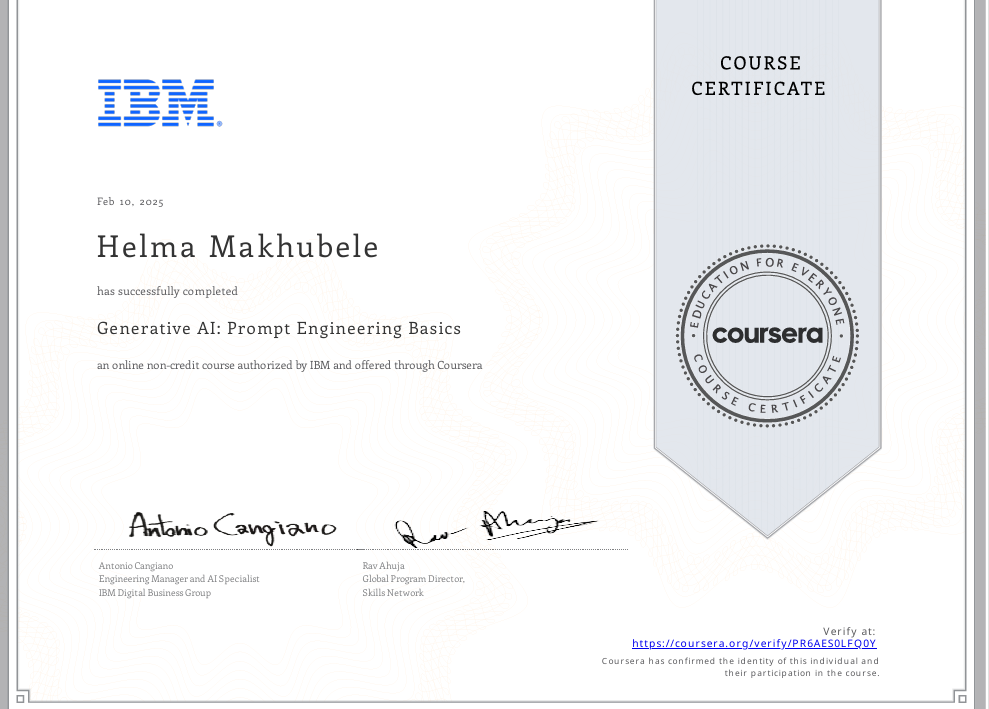 COURSE
CERTIFICATE
IBM®
Feb 10, 2025
Helma Makhubele
has successfully completed
Generative AI: Prompt Engineering Basics
an online non-credit course authorized by IBM and offered through Coursera
EDUCATION FOR EVERYONE
coursera
COURSE CERTIFICATE
Antonio Cangiano
Rav Ahuja
Antonio Cangiano
Engineering Manager and AI Specialist
IBM Digital Business Group
Rav Ahuja
Global Program Director,
Skills Network
Verify at:
https://coursera.org/verify/PR6AES0LFQ0Y
Coursera has confirmed the identity of this individual and
their participation in the course.